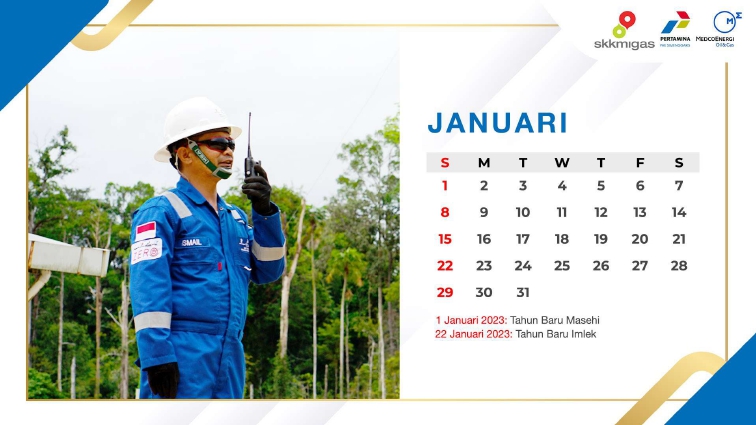 skkmigas
PERTAMINA
MEDCOENERGI
Oil&Gas
JANUARI
S M T W T F S
1 2 3 4 5 6 7
8 9 10 11 12 13 14
15 16 17 18 19 20 21
22 23 24 25 26 27 28
29 30 31
1 Januari 2023: Tahun Baru Masehi
22 Januari 2023: Tahun Baru Imlek
ISMAIL